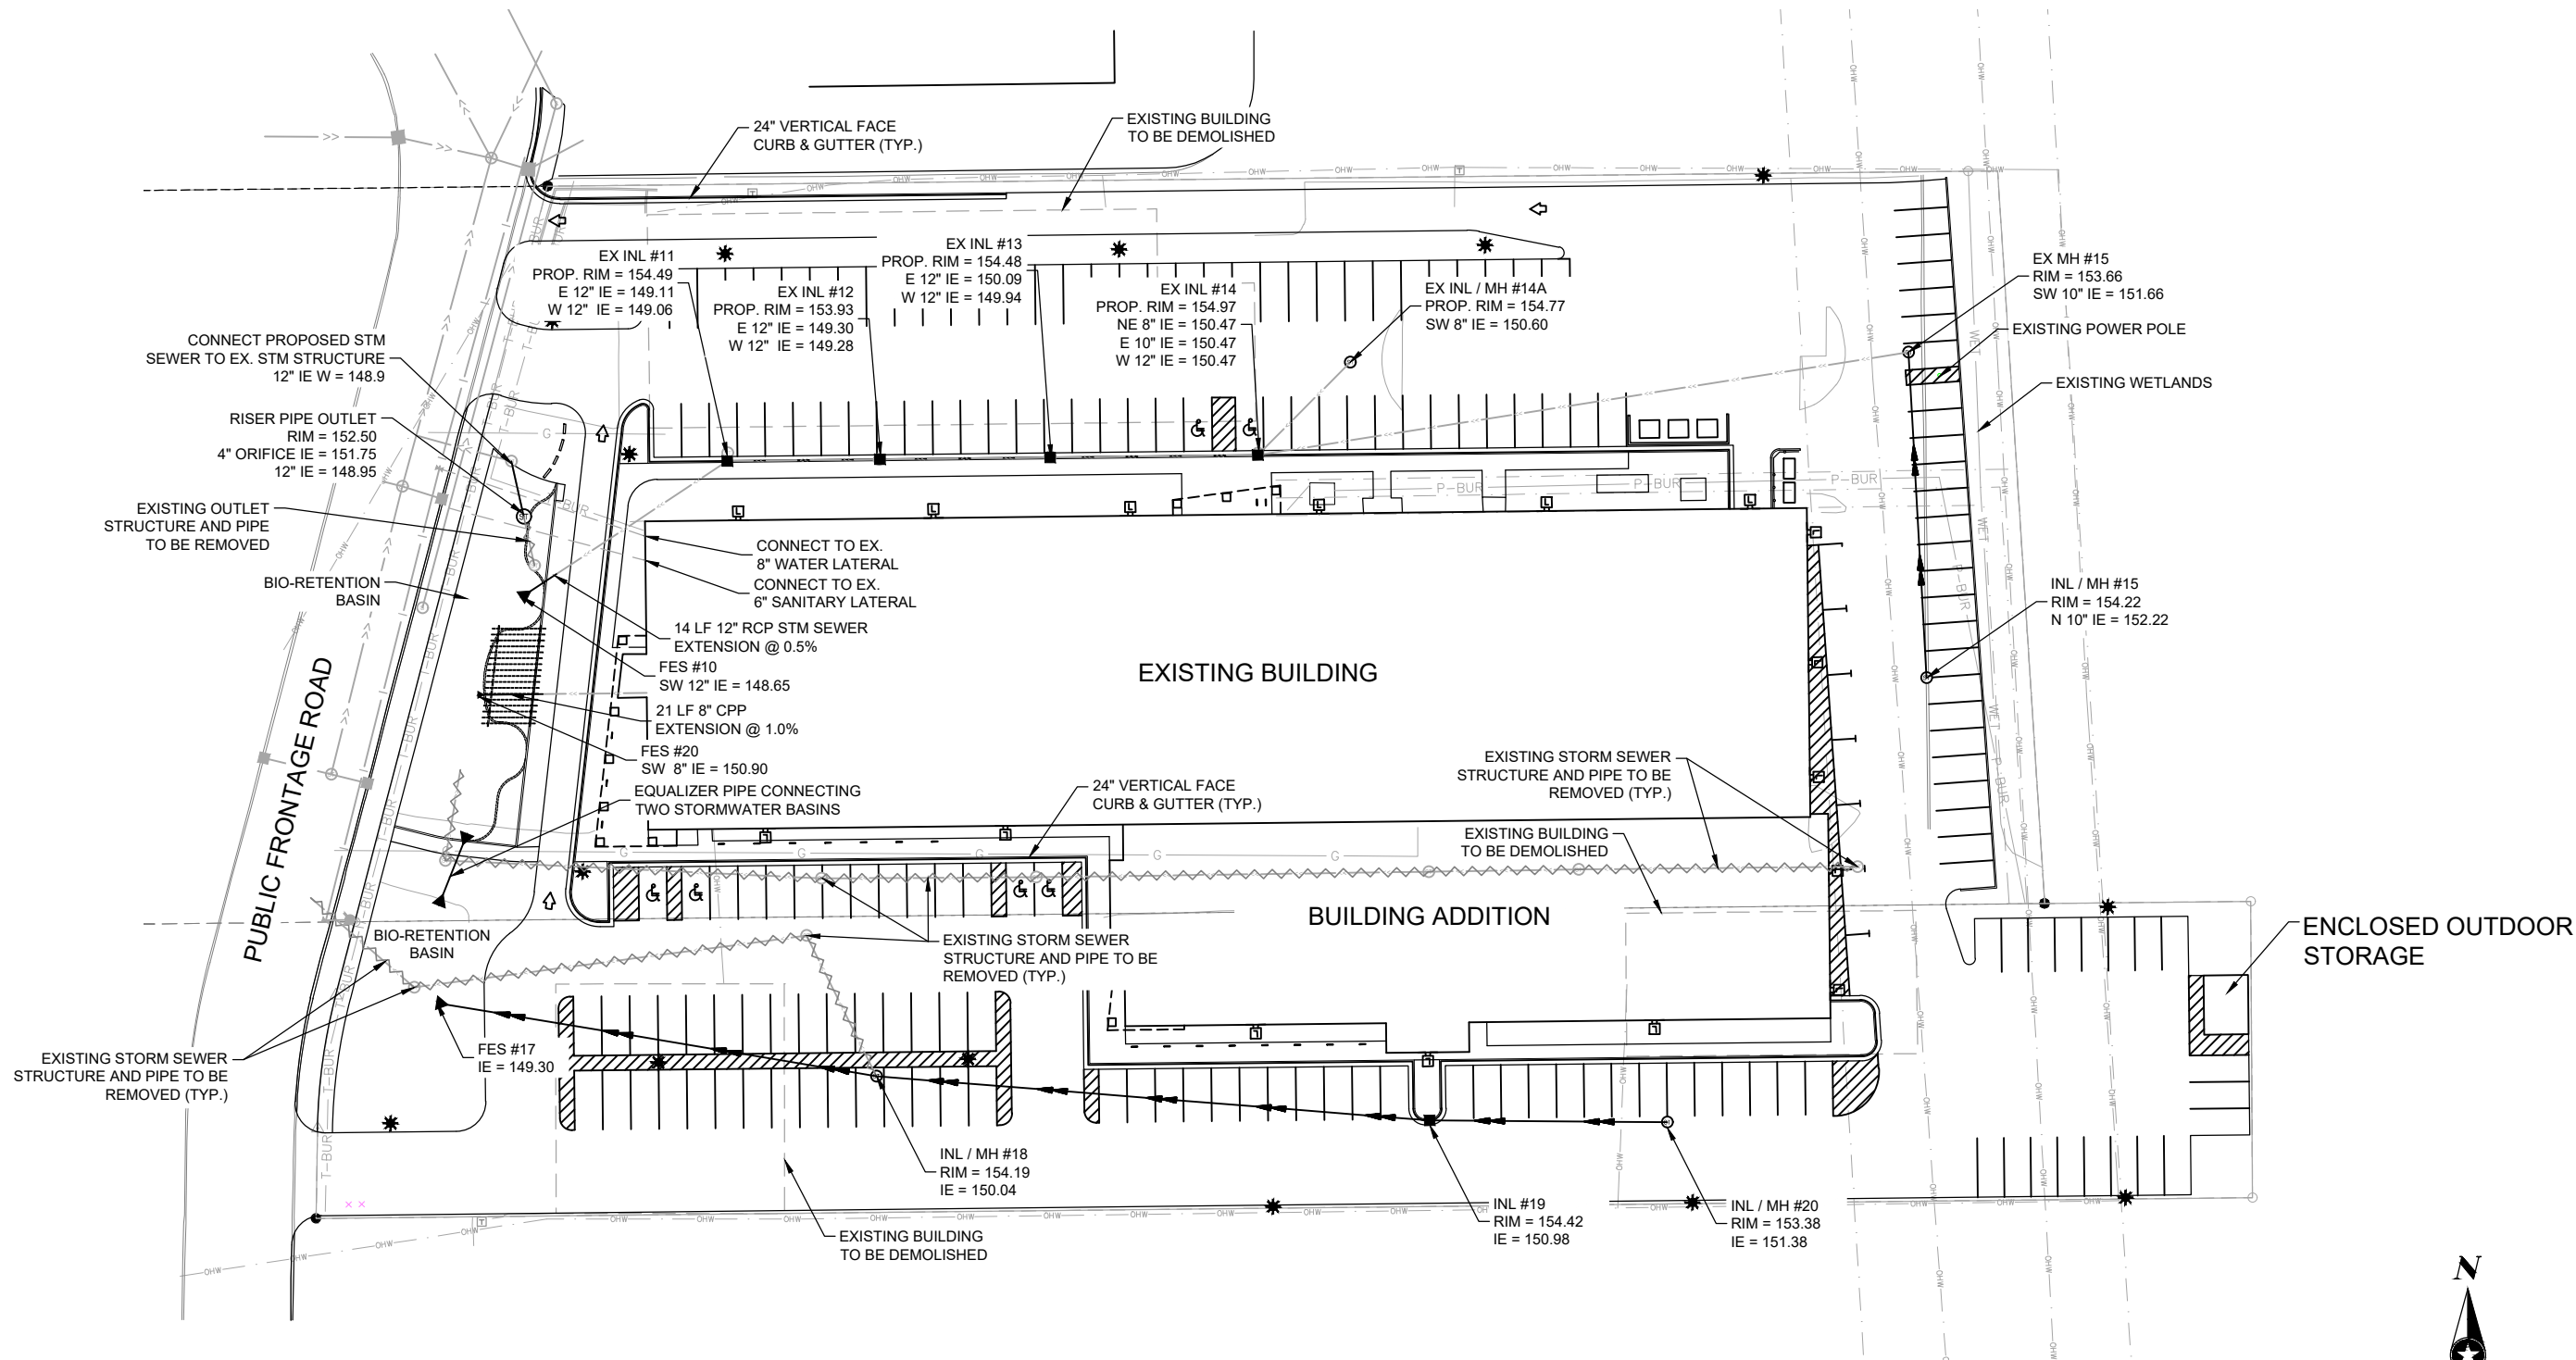 24" VERTICAL FACE
CURB & GUTTER (TYP.)
EXISTING BUILDING
TO BE DEMOLISHED
EX INL #11
PROP. RIM = 154.49
E 12" IE = 149.11
W 12" IE = 149.06
EX INL #12
PROP. RIM = 153.93
E 12" IE = 149.30
W 12" IE = 149.28
EX INL #13
PROP. RIM = 154.48
E 12" IE = 150.09
W 12" IE = 149.94
EX INL #14
PROP. RIM = 154.97
NE 8" IE = 150.47
E 10" IE = 150.47
W 12" IE = 150.47
EX INL / MH #14A
PROP. RIM = 154.77
SW 8" IE = 150.60
EX MH #15
RIM = 153.66
SW 10" IE = 151.66
EXISTING POWER POLE
EXISTING WETLANDS
CONNECT PROPOSED STM
SEWER TO EX. STM STRUCTURE
12" IE W = 148.9
RISER PIPE OUTLET
RIM = 152.50
4" ORIFICE IE = 151.75
12" IE = 148.95
EXISTING OUTLET
STRUCTURE AND PIPE
TO BE REMOVED
BIO-RETENTION
BASIN
CONNECT TO EX.
8" WATER LATERAL
CONNECT TO EX.
6" SANITARY LATERAL
14 LF 12" RCP STM SEWER
EXTENSION @ 0.5%
FES #10
SW 12" IE = 148.65
21 LF 8" CPP
EXTENSION @ 1.0%
FES #20
SW 8" IE = 150.90
EQUALIZER PIPE CONNECTING
TWO STORMWATER BASINS
EXISTING BUILDING
INL / MH #15
RIM = 154.22
N 10" IE = 152.22
PUBLIC FRONTAGE ROAD
24" VERTICAL FACE
CURB & GUTTER (TYP.)
EXISTING STORM SEWER
STRUCTURE AND PIPE TO BE
REMOVED (TYP.)
EXISTING BUILDING
TO BE DEMOLISHED
BUILDING ADDITION
ENCLOSED OUTDOOR
STORAGE
BIO-RETENTION
BASIN
EXISTING STORM SEWER
STRUCTURE AND PIPE TO BE
REMOVED (TYP.)
EXISTING STORM SEWER
STRUCTURE AND PIPE TO BE
REMOVED (TYP.)
FES #17
IE = 149.30
INL / MH #18
RIM = 154.19
IE = 150.04
EXISTING BUILDING
TO BE DEMOLISHED
INL #19
RIM = 154.42
IE = 150.98
INL / MH #20
RIM = 153.38
IE = 151.38
N
OHW
T-BUR
P-BUR
P-BUR
P-BUR
WET
G
G
G
G
G